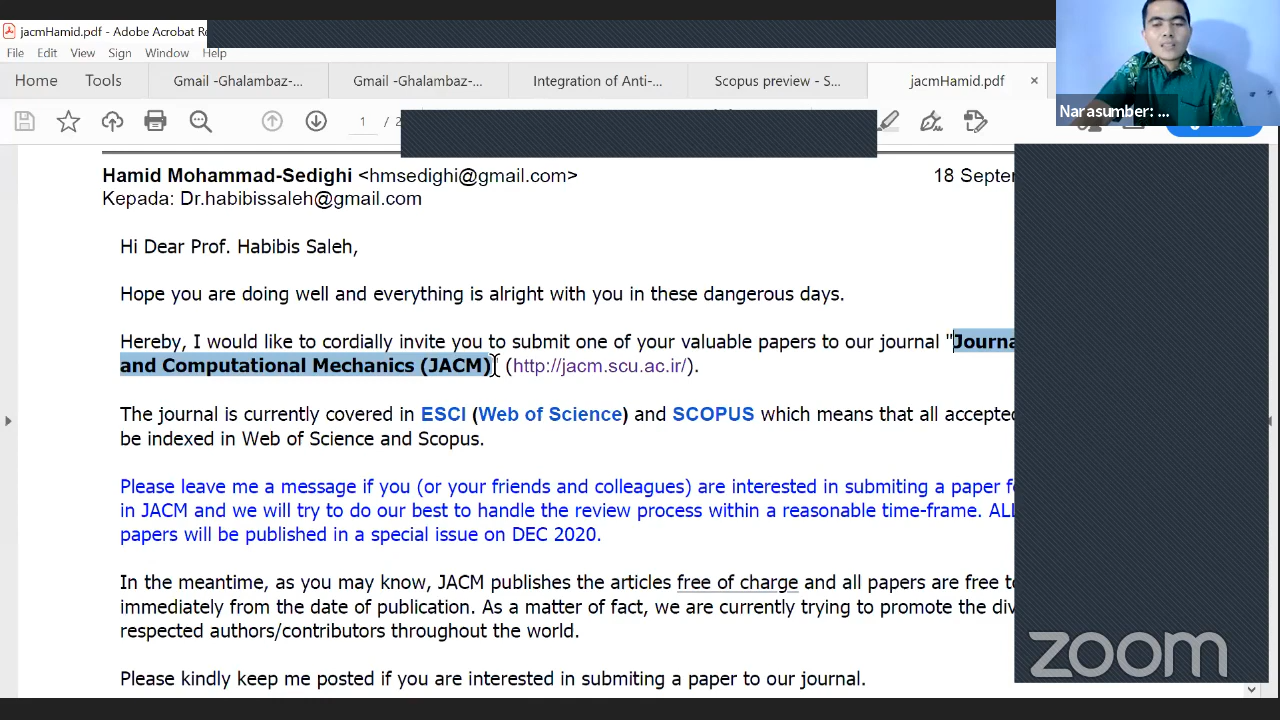 jacmHamid.pdf - Adobe Acrobat Re
File Edit View Sign Window Help
Home Tools Gmail -Ghalambaz-... Gmail -Ghalambaz-... Integration of Anti-... Scopus preview - S... jacmHamid.pdf ×
1 / 2
Narasumber: ...
Hamid Mohammad-Sedighi <hmsedighi@gmail.com> 18 Septem
Kepada: Dr.habibissaleh@gmail.com
Hi Dear Prof. Habibis Saleh,
Hope you are doing well and everything is alright with you in these dangerous days.
Hereby, I would like to cordially invite you to submit one of your valuable papers to our journal "Journa
and Computational Mechanics (JACM)" (http://jacm.scu.ac.ir/).
The journal is currently covered in ESCI (Web of Science) and SCOPUS which means that all accepted
be indexed in Web of Science and Scopus.
Please leave me a message if you (or your friends and colleagues) are interested in submiting a paper f
in JACM and we will try to do our best to handle the review process within a reasonable time-frame. ALL
papers will be published in a special issue on DEC 2020.
In the meantime, as you may know, JACM publishes the articles free of charge and all papers are free to
immediately from the date of publication. As a matter of fact, we are currently trying to promote the div
respected authors/contributors throughout the world.
Please kindly keep me posted if you are interested in submiting a paper to our journal.
zoom